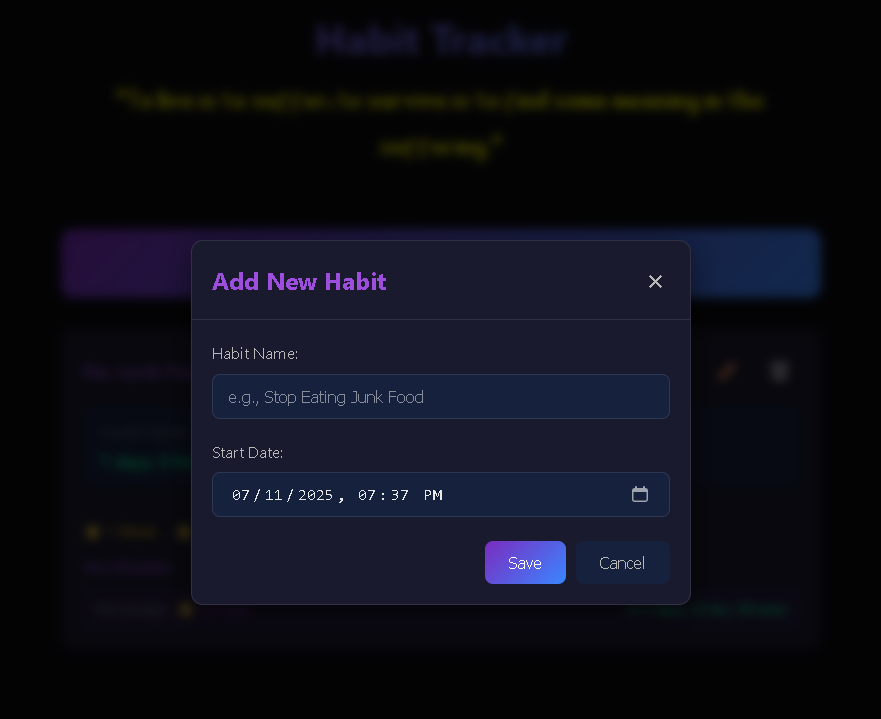 Habit Tracker
"To live is to suffer; to survive is to find some meaning in the
suffering."
Add New Habit
Habit Name:
e.g., Stop Eating Junk Food
Start Date:
07/11/2025, 07:37 PM
Save
Cancel